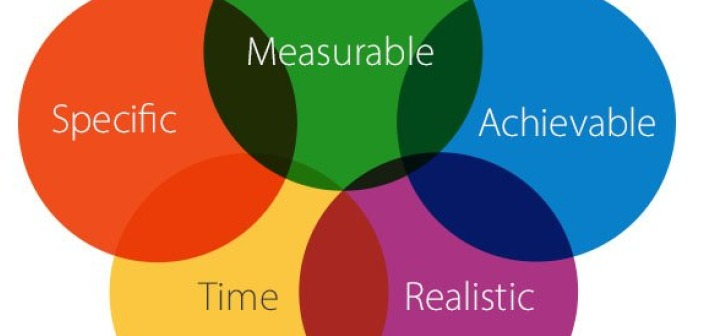 Measurable
Specific
Achievable
Time
Realistic